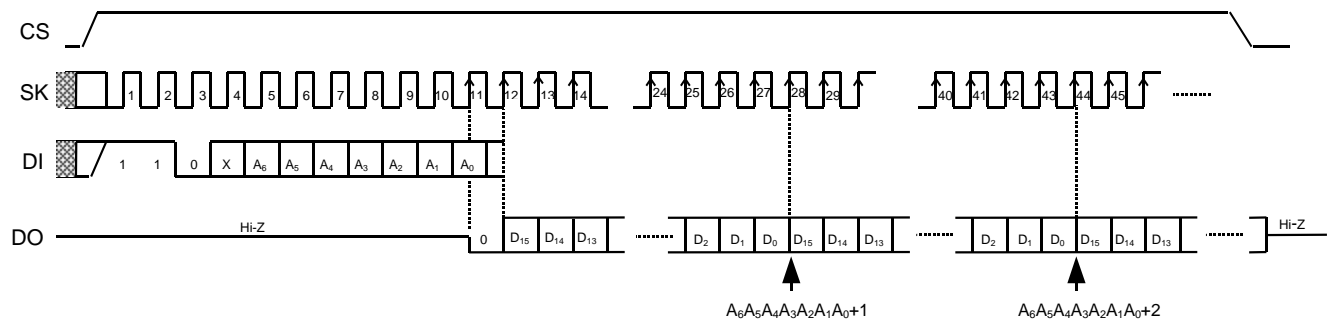 CS
SK 1 2 3 4 5 6 7 8 9 10 11 12 13 14 24 25 26 27 28 29 40 41 42 43 44 45
DI 1 1 0 X A₆ A₅ A₄ A₃ A₂ A₁ A₀
DO Hi-Z 0 D₁₅ D₁₄ D₁₃ D₂ D₁ D₀ D₁₅ D₁₄ D₁₃ D₂ D₁ D₀ D₁₅ D₁₄ D₁₃ Hi-Z
A₆A₅A₄A₃A₂A₁A₀+1 A₆A₅A₄A₃A₂A₁A₀+2